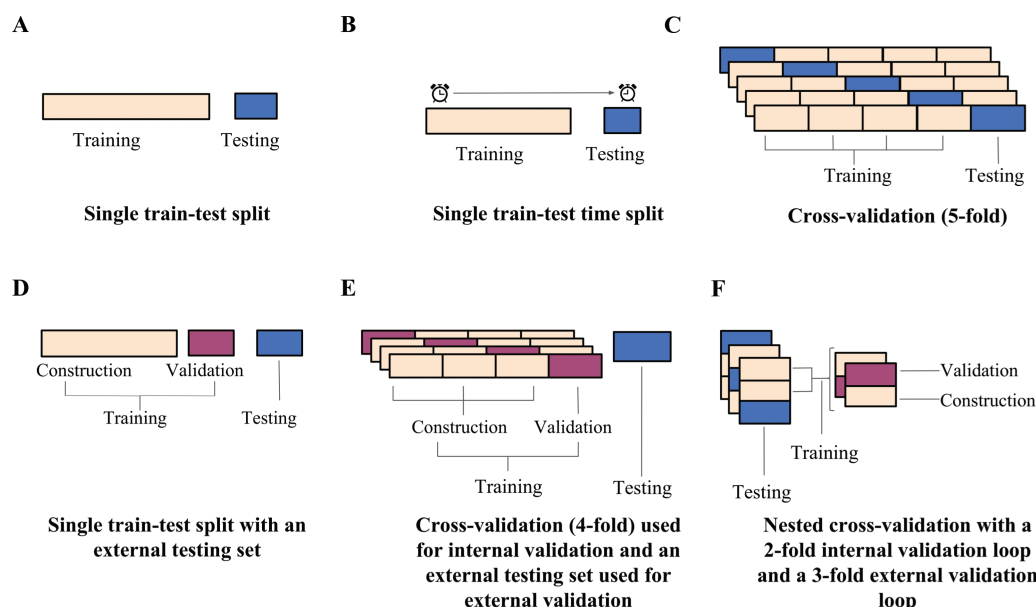 A
Training
Testing
Single train-test split
B
Training
Testing
Single train-test time split
C
Training
Testing
Cross-validation (5-fold)
D
Construction
Validation
Training
Testing
Single train-test split with an
external testing set
E
Construction
Validation
Training
Testing
Cross-validation (4-fold) used
for internal validation and an
external testing set used for
external validation
F
Validation
Construction
Training
Testing
Nested cross-validation with a
2-fold internal validation loop
and a 3-fold external validation
loop